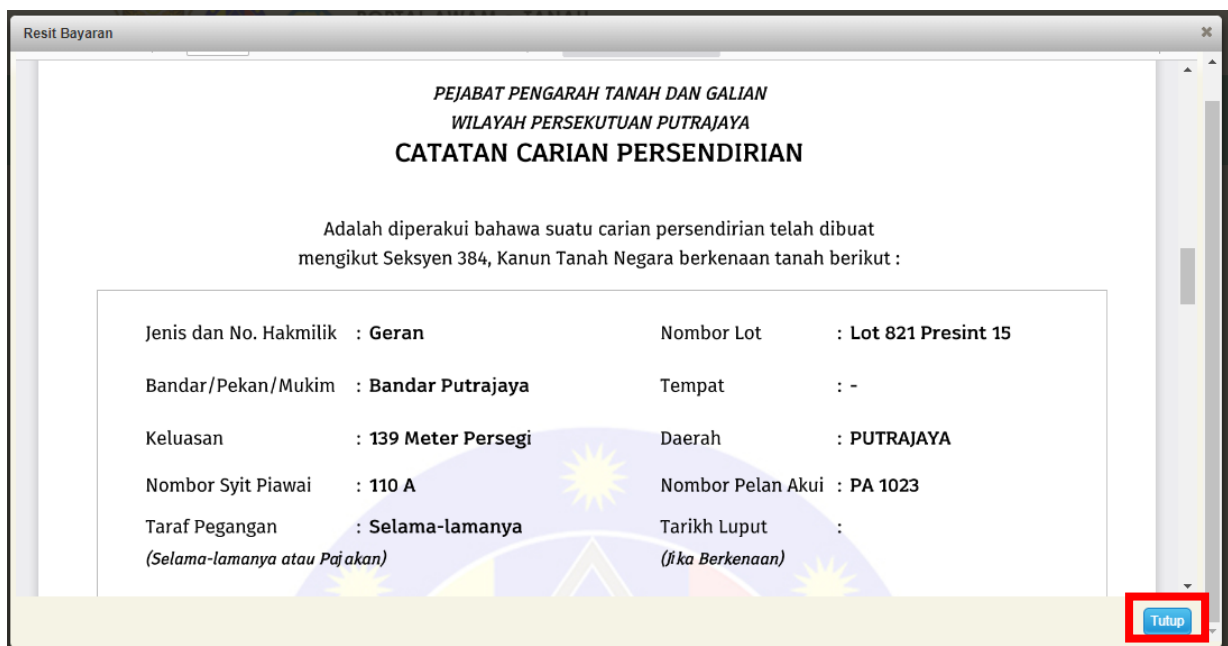 Resit Bayaran
PEJABAT PENGARAH TANAH DAN GALIAN
WILAYAH PERSEKUTUAN PUTRAJAYA
CATATAN CARIAN PERSENDIRIAN
Adalah diperakui bahawa suatu carian persendirian telah dibuat
mengikut Seksyen 384, Kanun Tanah Negara berkenaan tanah berikut :
Jenis dan No. Hakmilik : Geran Nombor Lot : Lot 821 Presint 15
Bandar/Pekan/Mukim : Bandar Putrajaya Tempat : -
Keluasan : 139 Meter Persegi Daerah : PUTRAJAYA
Nombor Syit Piawai : 110 A Nombor Pelan Akui : PA 1023
Taraf Pegangan : Selama-lamanya Tarikh Luput :
(Selama-lamanya atau Pajakan) (Jika Berkenaan)
Tutup